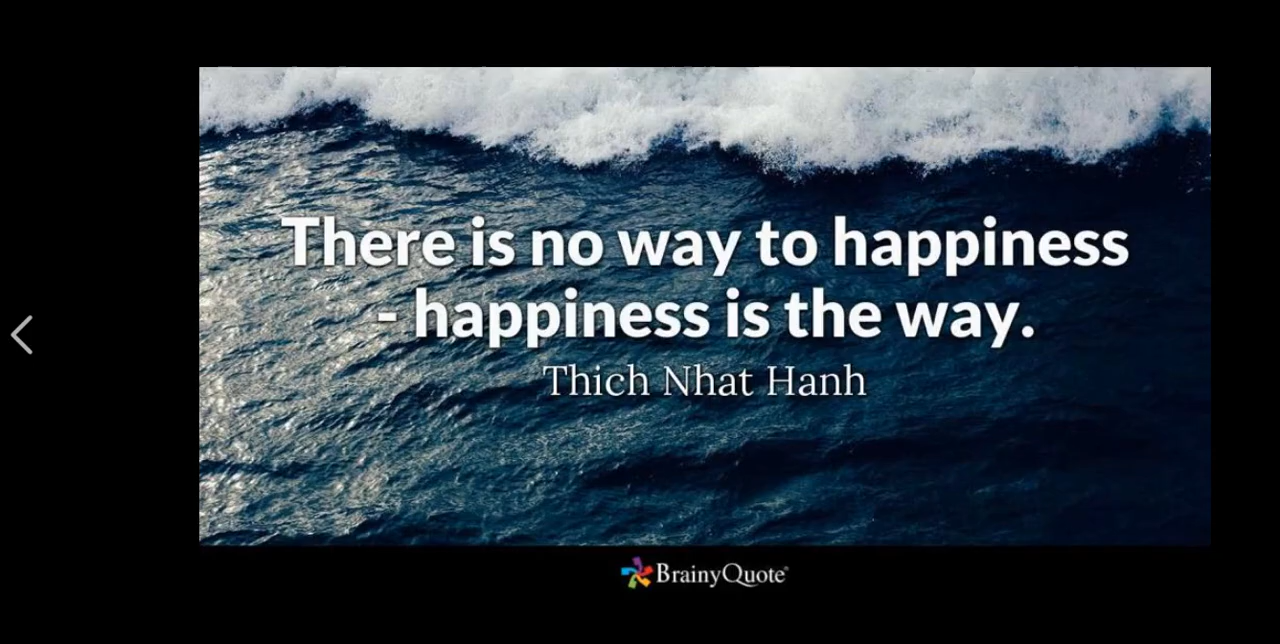 There is no way to happiness
- happiness is the way.
Thich Nhat Hanh
BrainyQuote®